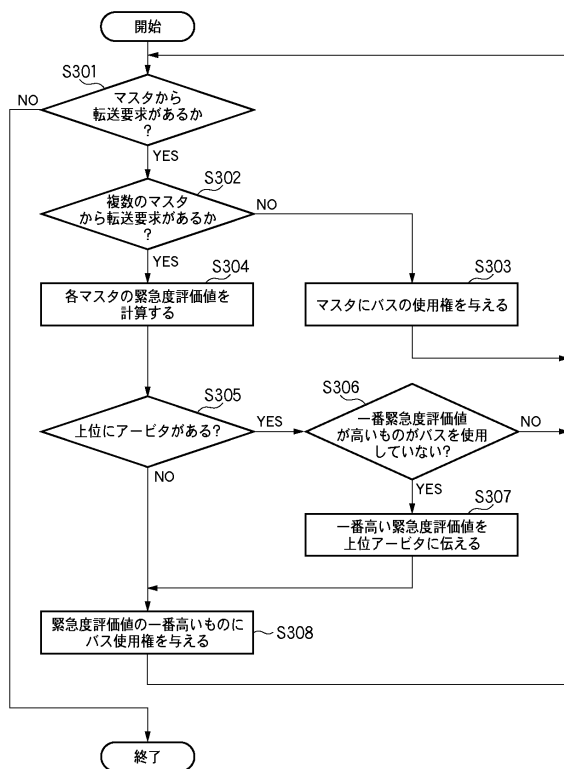 開始
S301
NO
マスタから
転送要求があるか
?
YES
S302
複数のマスタ
から転送要求があるか
?
NO
YES
S304
各マスタの緊急度評価値を
計算する
S303
マスタにバスの使用権を与える
S305
上位にアービタがある?
YES
NO
S306
一番緊急度評価値
が高いものがバスを使用
していない?
NO
YES
S307
一番高い緊急度評価値を
上位アービタに伝える
緊急度評価値の一番高いものに
バス使用権を与える
S308
終了